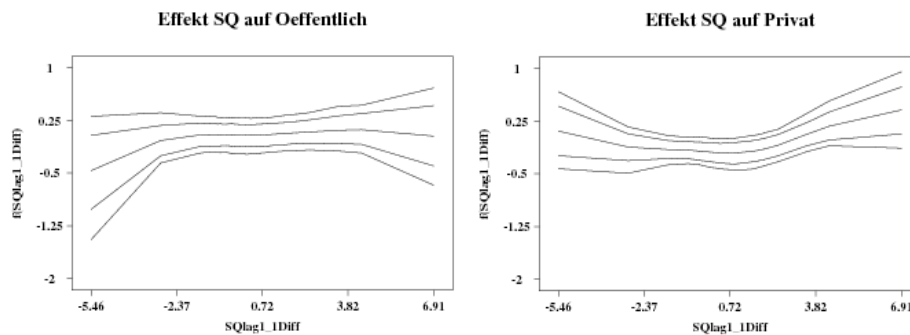 Effekt SQ auf Oeffentlich
f(SQlag1_1Diff)
1
0.25
-0.5
-1.25
-2
-5.46 -2.37 0.72 3.82 6.91
SQlag1_1Diff
Effekt SQ auf Privat
f(SQlag1_1Diff)
1
0.25
-0.5
-1.25
-2
-5.46 -2.37 0.72 3.82 6.91
SQlag1_1Diff